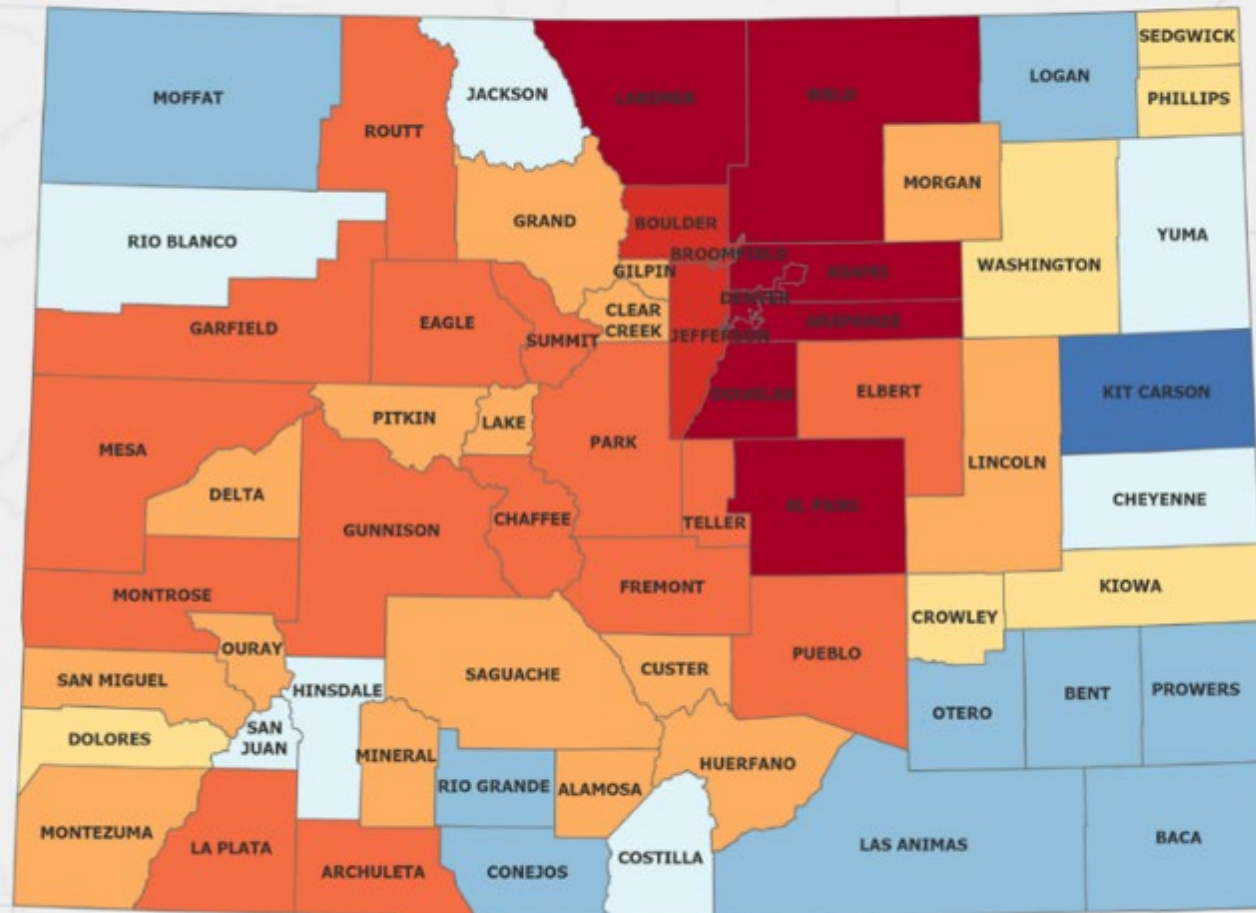 SEDGWICK
LOGAN
MOFFAT
JACKSON
LARIMER
WELD
PHILLIPS
ROUTT
MORGAN
GRAND
BOULDER
YUMA
RIO BLANCO
BROOMFIELD
WASHINGTON
GILPIN
ADAMS
DENVER
CLEAR
CREEK
EAGLE
ARAPAHOE
GARFIELD
SUMMIT
JEFFERSON
DOUGLAS
ELBERT
KIT CARSON
PITKIN
LAKE
PARK
MESA
LINCOLN
DELTA
CHEYENNE
EL PASO
CHAFFEE
TELLER
GUNNISON
FREMONT
KIOWA
MONTROSE
CROWLEY
OURAY
PUEBLO
CUSTER
SAGUACHE
SAN MIGUEL
HINSDALE
BENT
PROWERS
OTERO
SAN
JUAN
DOLORES
MINERAL
HUERFANO
RIO GRANDE
ALAMOSA
MONTEZUMA
BACA
LAS ANIMAS
LA PLATA
COSTILLA
ARCHULETA
CONEJOS